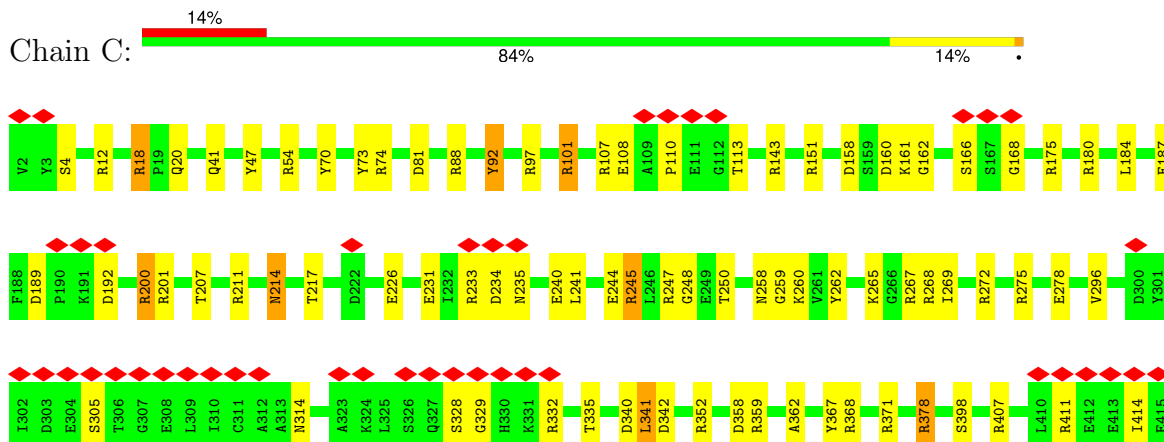 14%
Chain C:
84% 14% •
V2 Y3 S4 R12 R18 P19 Q20 Q41 Y47 R54 Y70 Y73 R74 D81 R88 Y92 R97 R101 R107 E108 A109 P110 E111 G112 T113 R143 R151 D158 S159 D160 K161 G162 S166 S167 G168 R175 R180 L184 E187
F188 D189 P190 K191 D192 R200 R201 T207 R211 N214 T217 D222 E226 E231 I232 R233 D234 N235 E240 L241 E244 R245 L246 R247 G248 E249 T250 N258 G259 K260 V261 Y262 K265 G266 R267 R268 I269 R272 R275 E278 V296 D300 Y301
I302 D303 E304 S305 T306 G307 E308 L309 I310 G311 A312 A313 N314 A323 K324 L325 S326 Q327 S328 G329 H330 K331 R332 T335 D340 L341 D342 R352 D358 R359 A362 Y367 R368 R371 R378 S398 R407 L410 R411 E412 E413 I414 E415